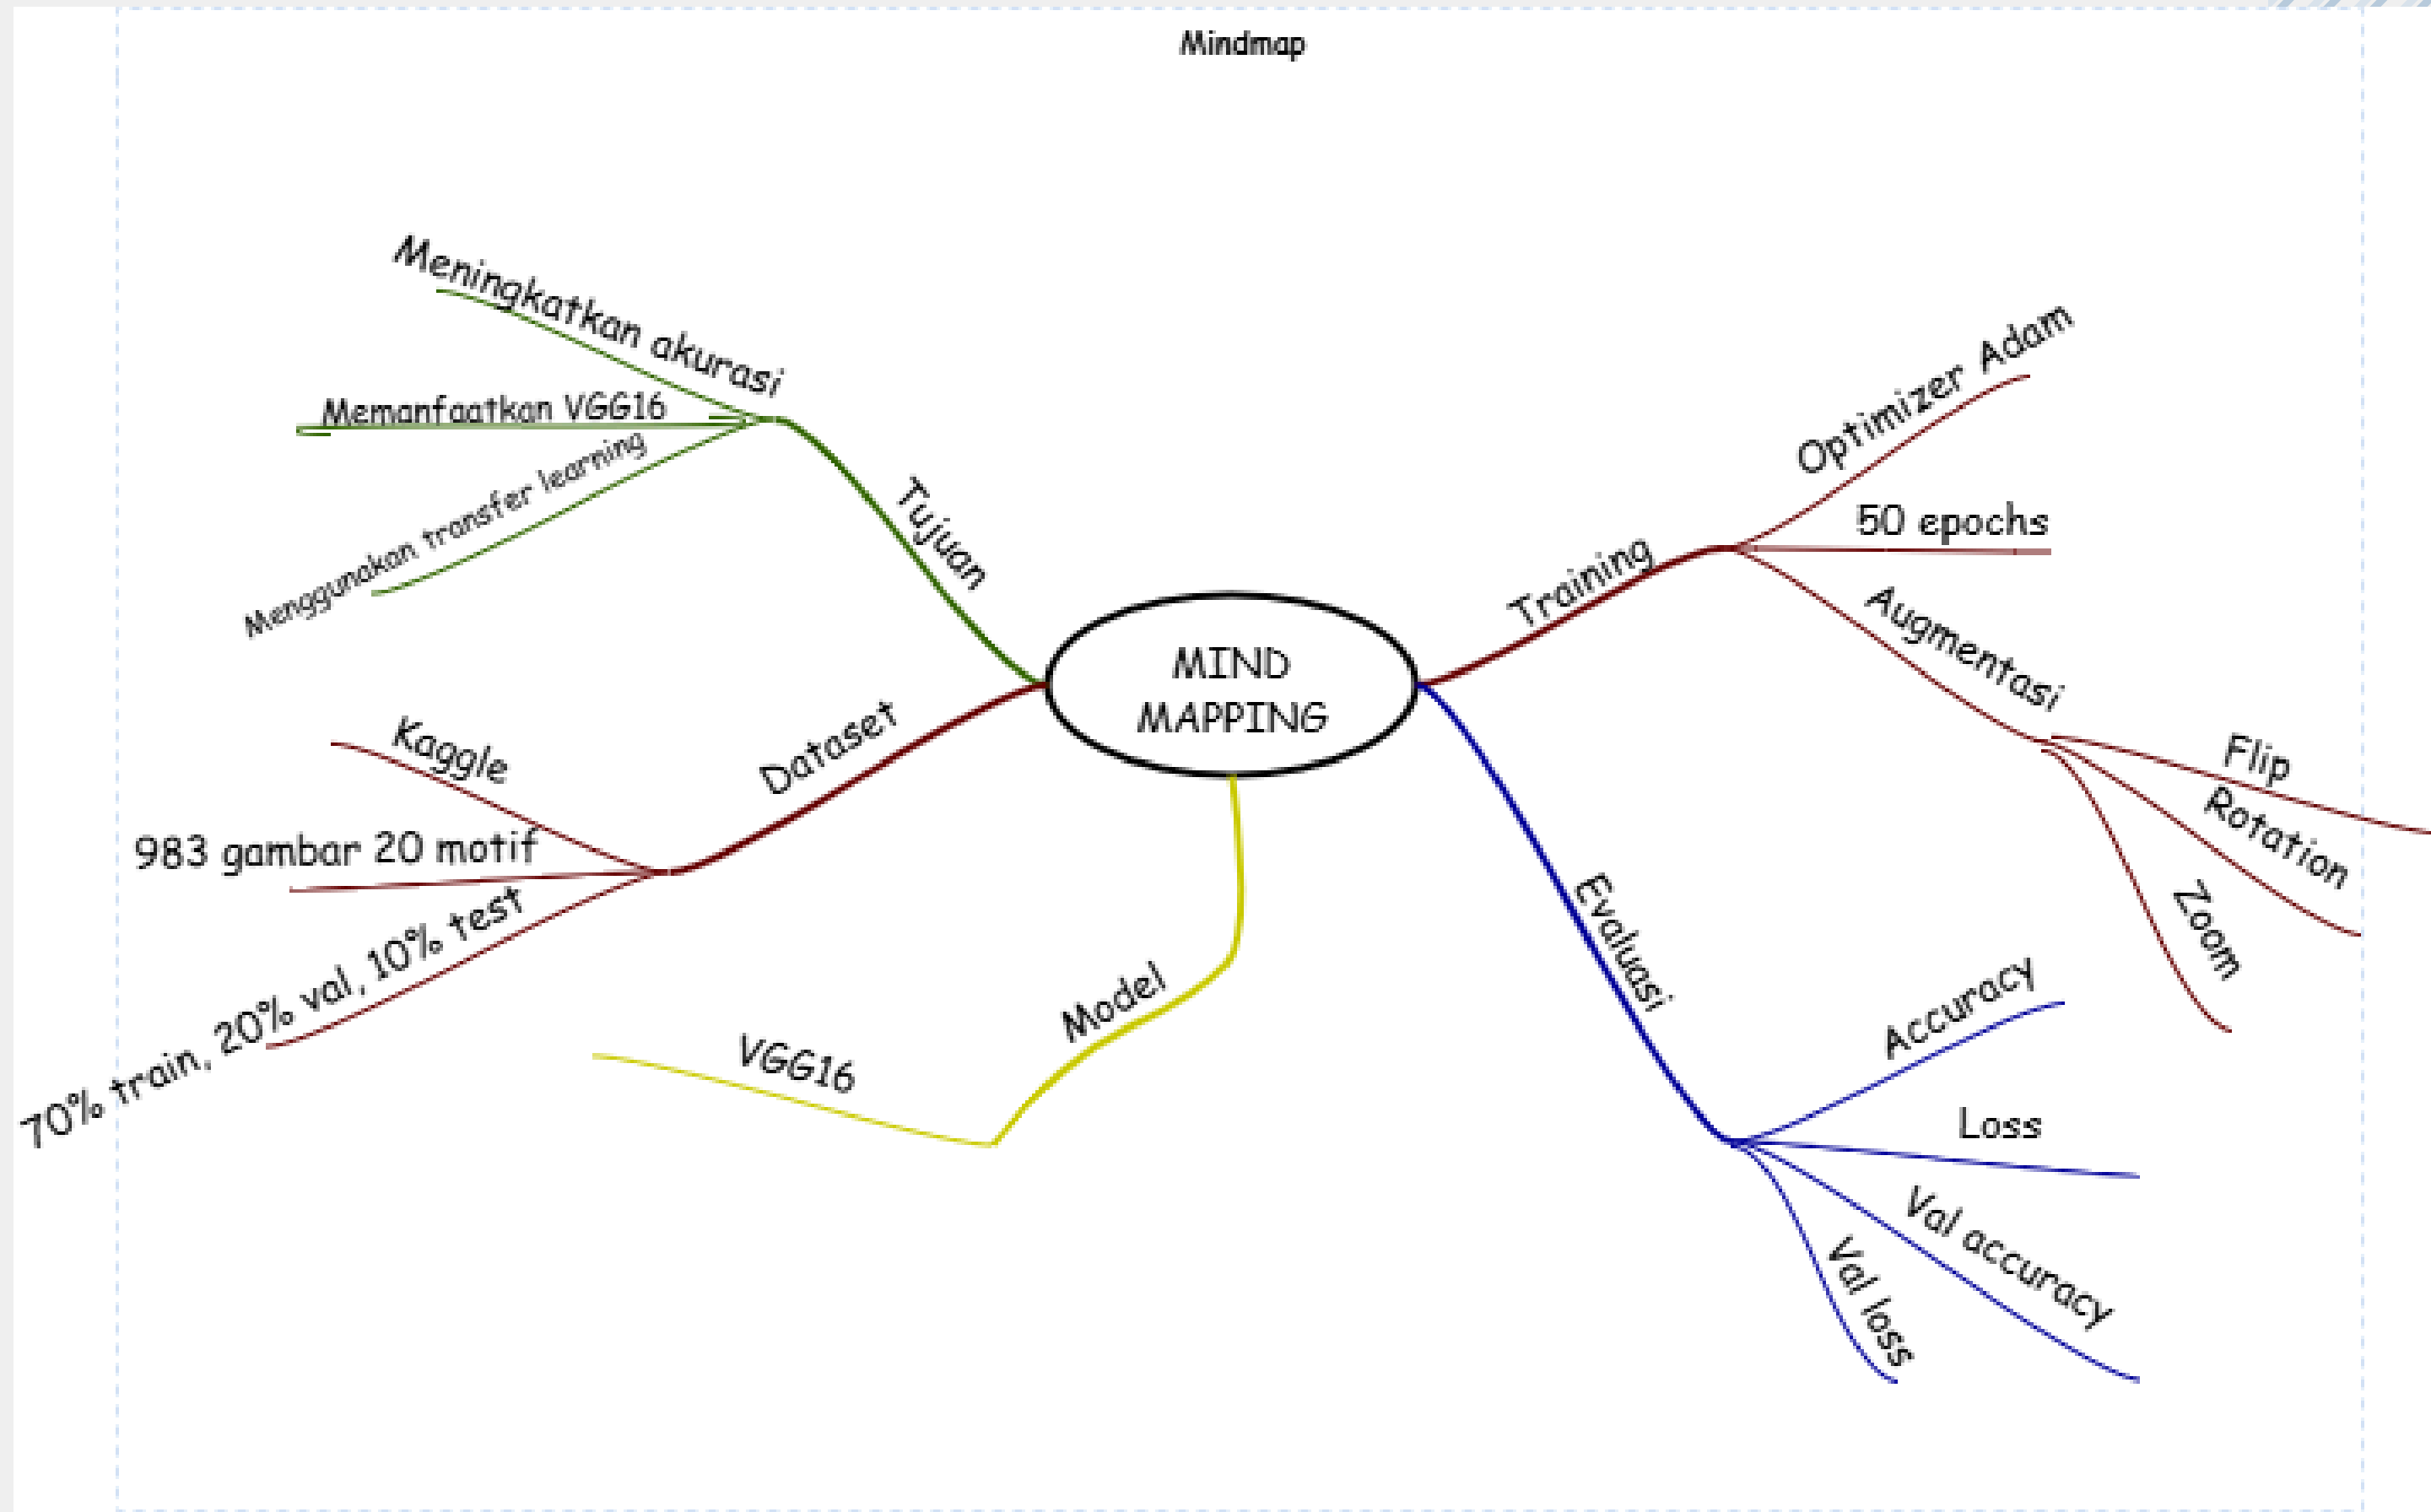 Mindmap
Meningkatkan akurasi
Memanfaatkan VGG16
Menggunakan transfer learning
Tujuan
Kaggle
983 gambar 20 motif
70% train, 20% val, 10% test
Dataset
MIND
MAPPING
Model
VGG16
Training
Optimizer Adam
50 epochs
Augmentasi
Flip
Rotation
Zoom
Evaluasi
Accuracy
Loss
Val accuracy
Val loss